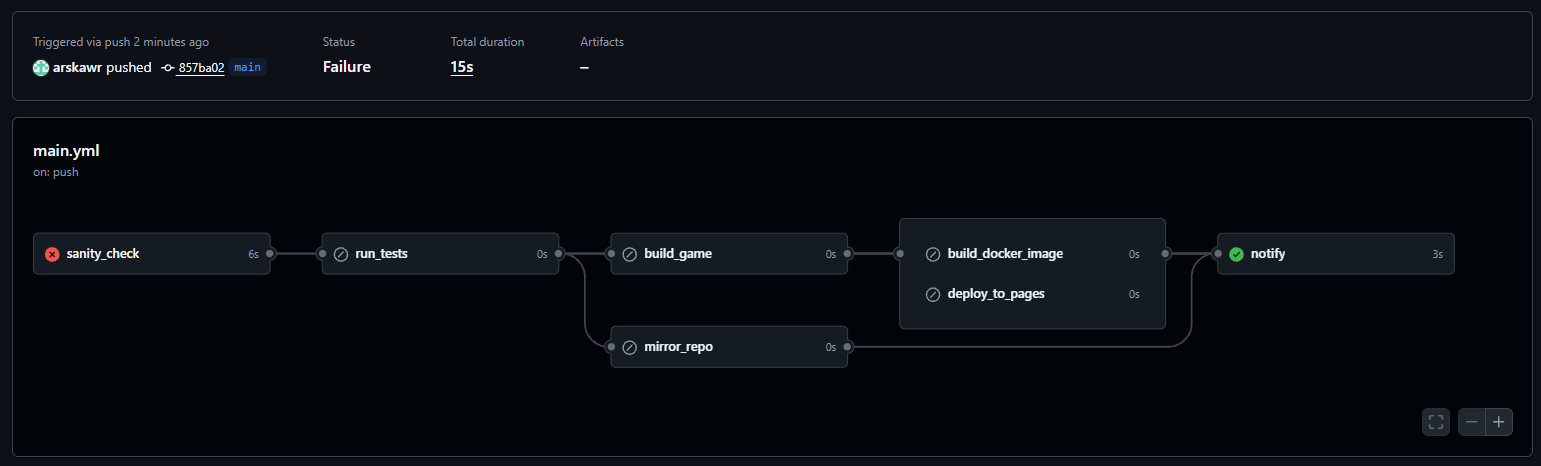 Triggered via push 2 minutes ago
arskawr pushed 857ba02 main
Status
Failure
Total duration
15s
Artifacts
–
main.yml
on: push
sanity_check 6s
run_tests 0s
build_game 0s
build_docker_image 0s
deploy_to_pages 0s
notify 3s
mirror_repo 0s